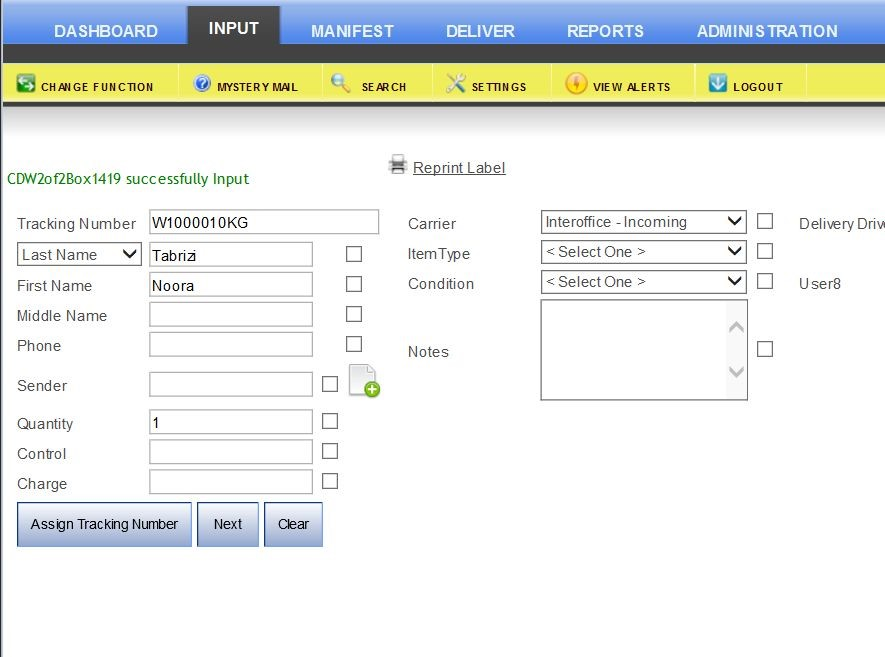 DASHBOARD INPUT MANIFEST DELIVER REPORTS ADMINISTRATION
CHANGE FUNCTION MYSTERY MAIL SEARCH SETTINGS VIEW ALERTS LOGOUT
Reprint Label
CDW2of2Box1419 successfully Input
Tracking Number W1000010KG Carrier Interoffice - Incoming
Last Name Tabrizi ItemType < Select One >
First Name Noora Condition < Select One > User8
Middle Name
Phone
Notes
Sender
Quantity 1
Control
Charge
Assign Tracking Number Next Clear